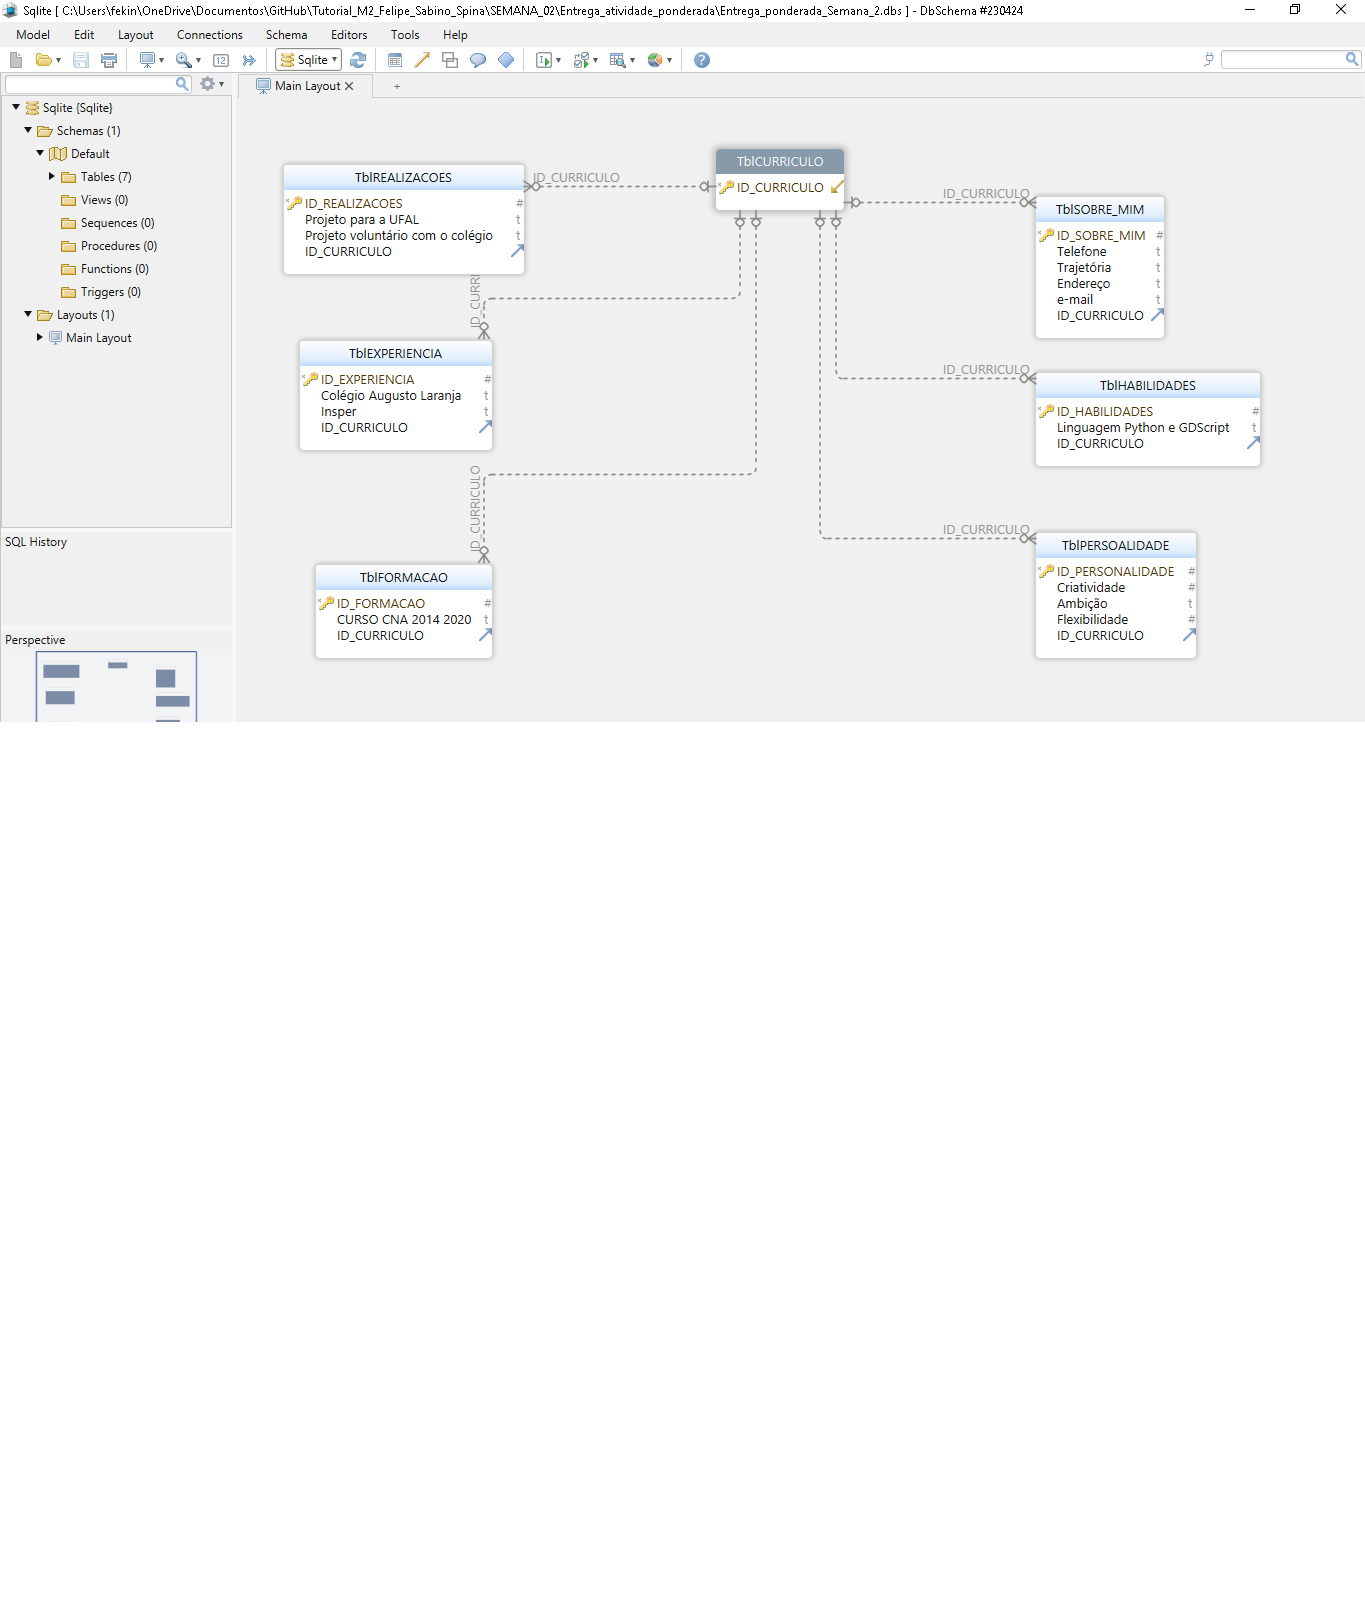 Sqlite [ C:\Users\fekin\OneDrive\Documentos\GitHub\Tutorial_M2_Felipe_Sabino_Spina\SEMANA_02\Entrega_atividade_ponderada\Entrega_ponderada_Semana_2.dbs ] - DbSchema #230424
Model Edit Layout Connections Schema Editors Tools Help
12 Sqlite
Main Layout
Sqlite {Sqlite}
Schemas (1)
Default
Tables (7)
Views (0)
Sequences (0)
Procedures (0)
Functions (0)
Triggers (0)
Layouts (1)
Main Layout
SQL History
Perspective
TblREALIZACOES
ID_REALIZACOES #
Projeto para a UFAL t
Projeto voluntário com o colégio t
ID_CURRICULO
ID_CURRICULO
TblCURRICULO
ID_CURRICULO
ID_CURRICULO
TblSOBRE_MIM
ID_SOBRE_MIM #
Telefone t
Trajetória t
Endereço t
e-mail t
ID_CURRICULO
ID_CURRI
TblEXPERIENCIA
ID_EXPERIENCIA #
Colégio Augusto Laranja t
Insper t
ID_CURRICULO
ID_CURRICULO
TblHABILIDADES
ID_HABILIDADES #
Linguagem Python e GDScript t
ID_CURRICULO
ID_CURRICULO
TblFORMACAO
ID_FORMACAO #
CURSO CNA 2014 2020 t
ID_CURRICULO
ID_CURRICULO
TblPERSOALIDADE
ID_PERSONALIDADE #
Criatividade #
Ambição t
Flexibilidade #
ID_CURRICULO